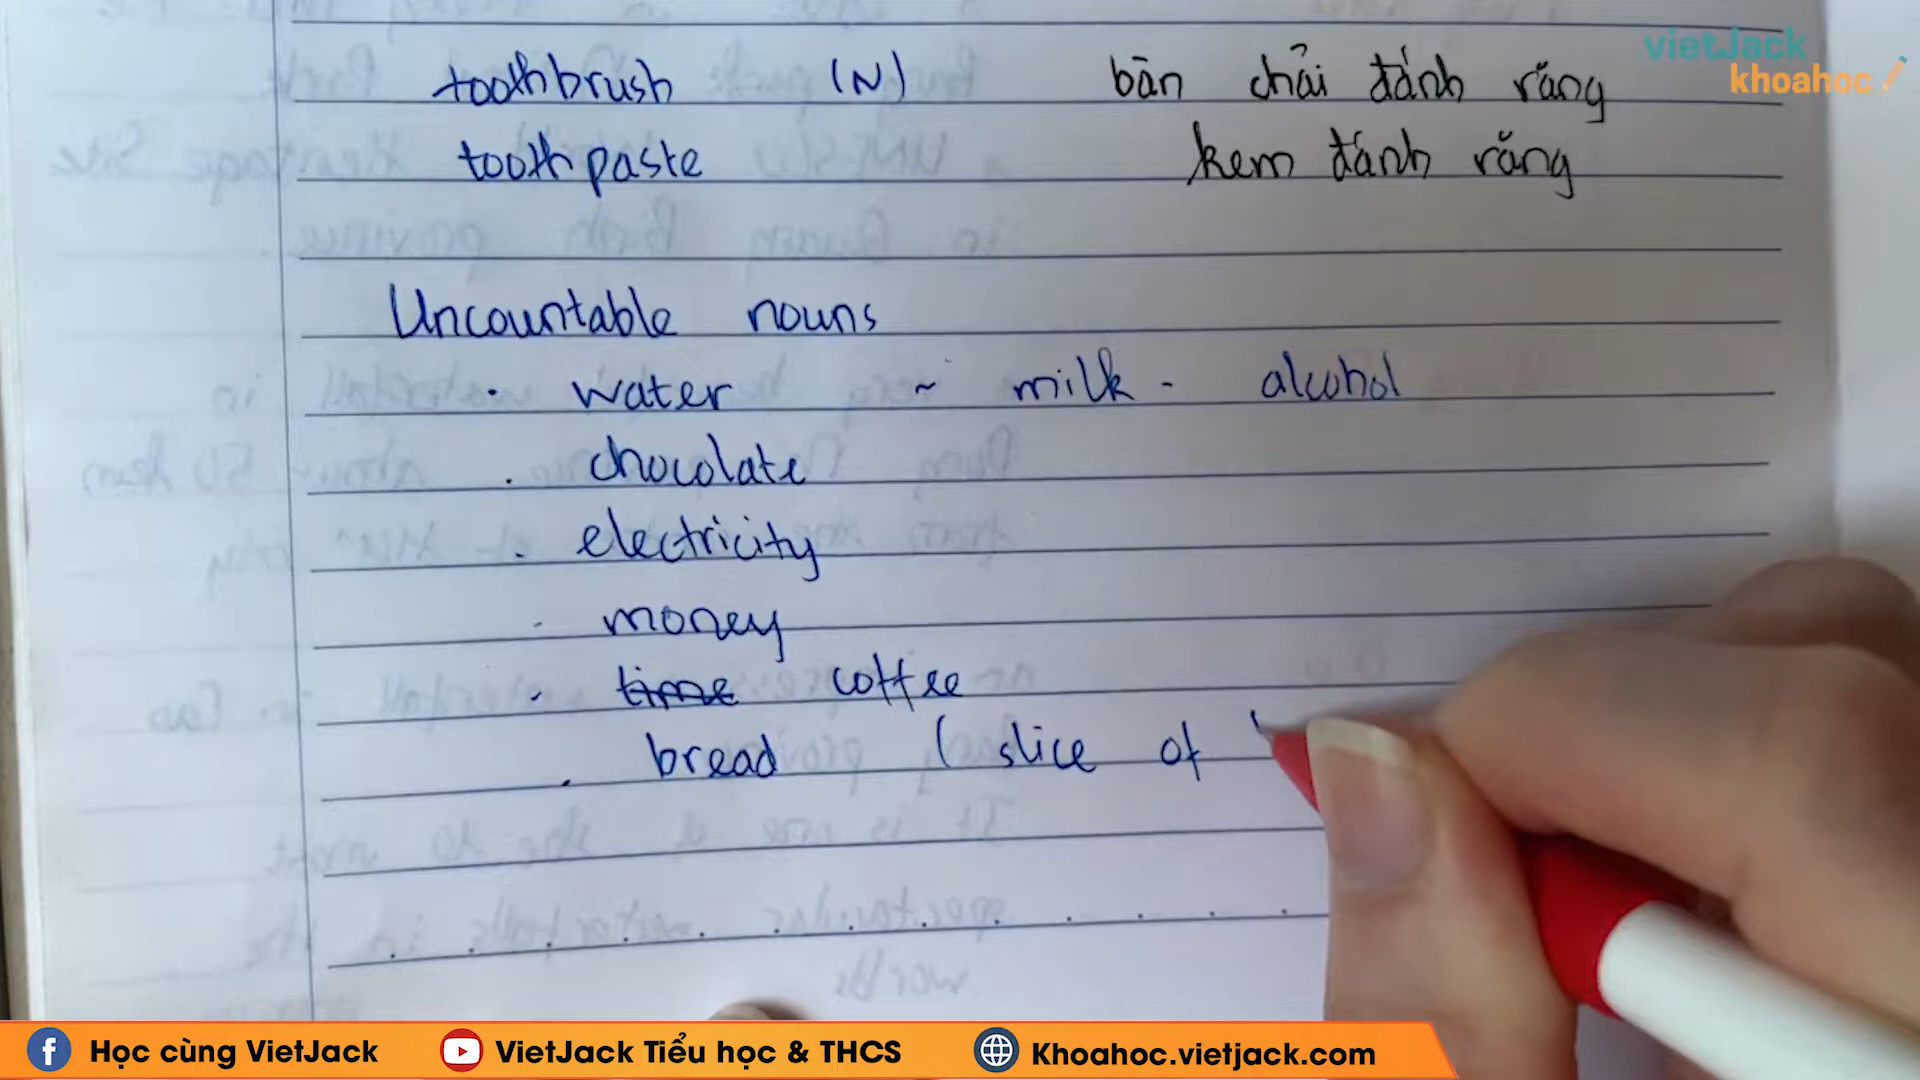 vietJack
khoahoc
toothbrush (N) bàn chải đánh răng
toothpaste kem đánh răng
Uncountable nouns
. water ~ milk - alcohol
. chocolate
. electricity
- money
- time coffee
. bread ( slice of
Học cùng VietJack VietJack Tiểu học & THCS Khoahoc.vietjack.com